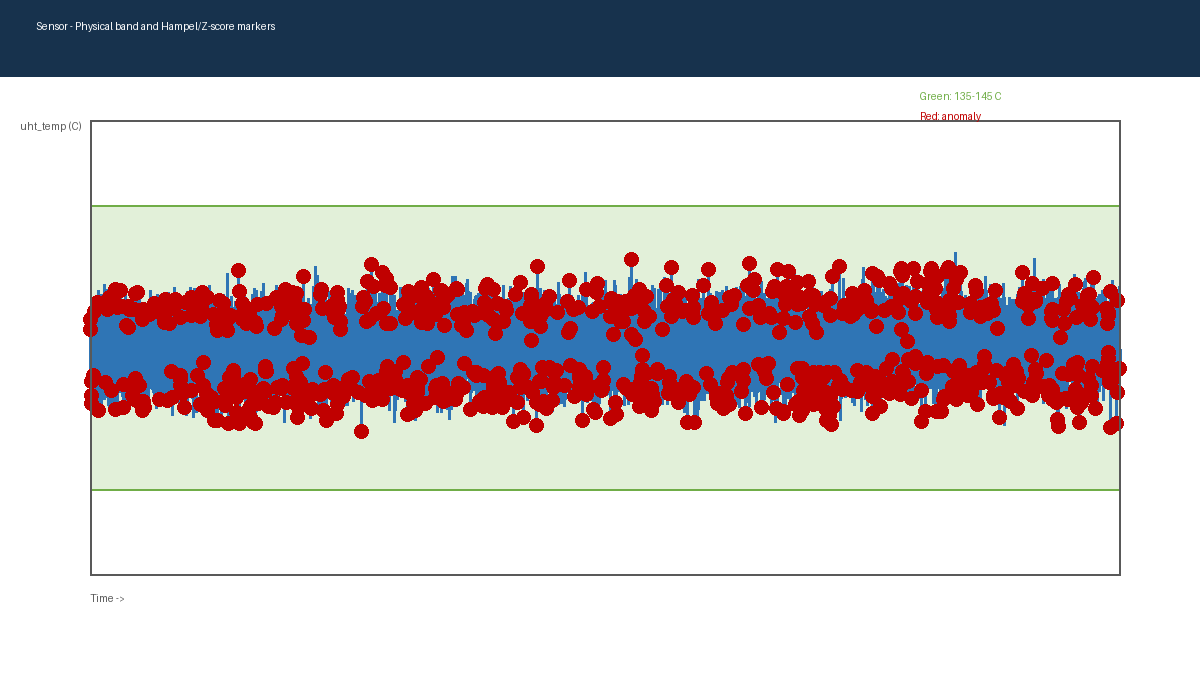 Sensor - Physical band and Hampel/Z-score markers
Green: 135-145 C
Red: anomaly
uht_temp (C)
Time ->